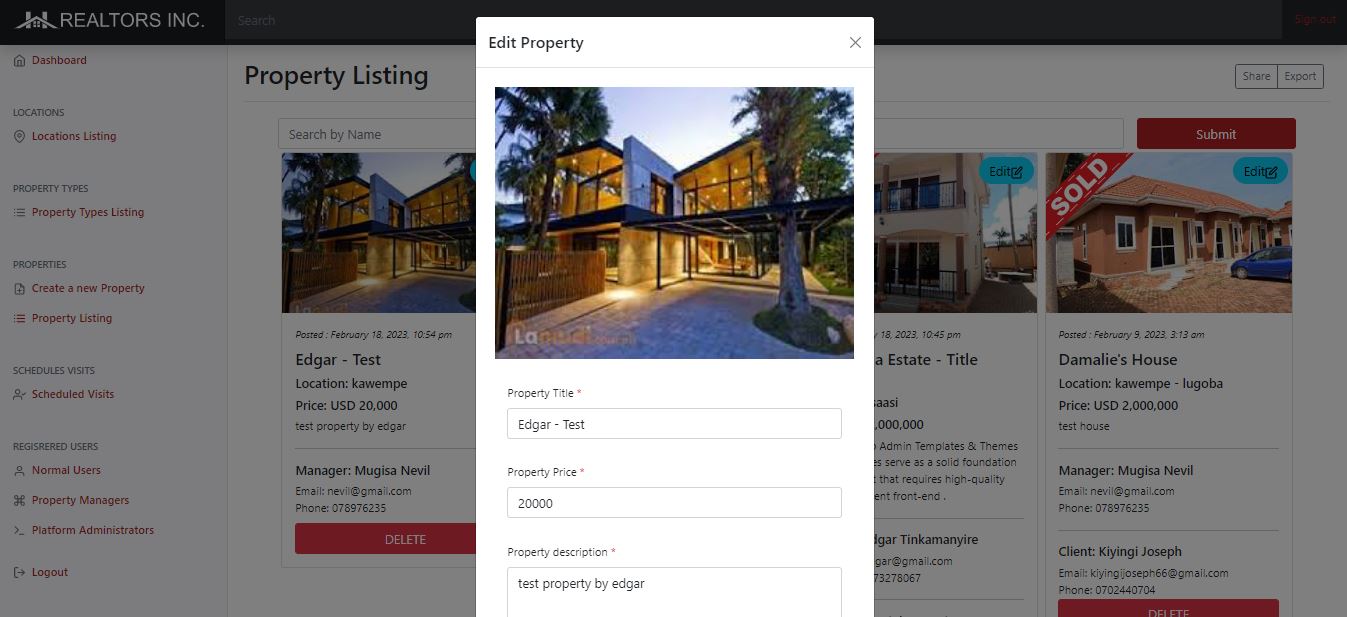 REALTORS INC.
Search
Sign out
Dashboard
LOCATIONS
Locations Listing
PROPERTY TYPES
Property Types Listing
PROPERTIES
Create a new Property
Property Listing
SCHEDULES VISITS
Scheduled Visits
REGISRERED USERS
Normal Users
Property Managers
Platform Administrators
Logout
Property Listing
Share
Export
Search by Name
Submit
Posted : February 18, 2023, 10:54 pm
Edgar - Test
Location: kawempe
Price: USD 20,000
test property by edgar
Manager: Mugisa Nevil
Email: nevil@gmail.com
Phone: 078976235
DELETE
Edit Property
Property Title *
Edgar - Test
Property Price *
20000
Property description *
test property by edgar
Edit
18, 2023, 10:45 pm
a Estate - Title
saasi
,000,000
Admin Templates & Themes
es serve as a solid foundation
t that requires high-quality
ent front-end .
dgar Tinkamanyire
gar@gmail.com
73278067
SOLD
Edit
Posted : February 9, 2023, 3:13 am
Damalie's House
Location: kawempe - lugoba
Price: USD 2,000,000
test house
Manager: Mugisa Nevil
Email: nevil@gmail.com
Phone: 078976235
Client: Kiyingi Joseph
Email: kiyingijoseph66@gmail.com
Phone: 0702440704
DELETE